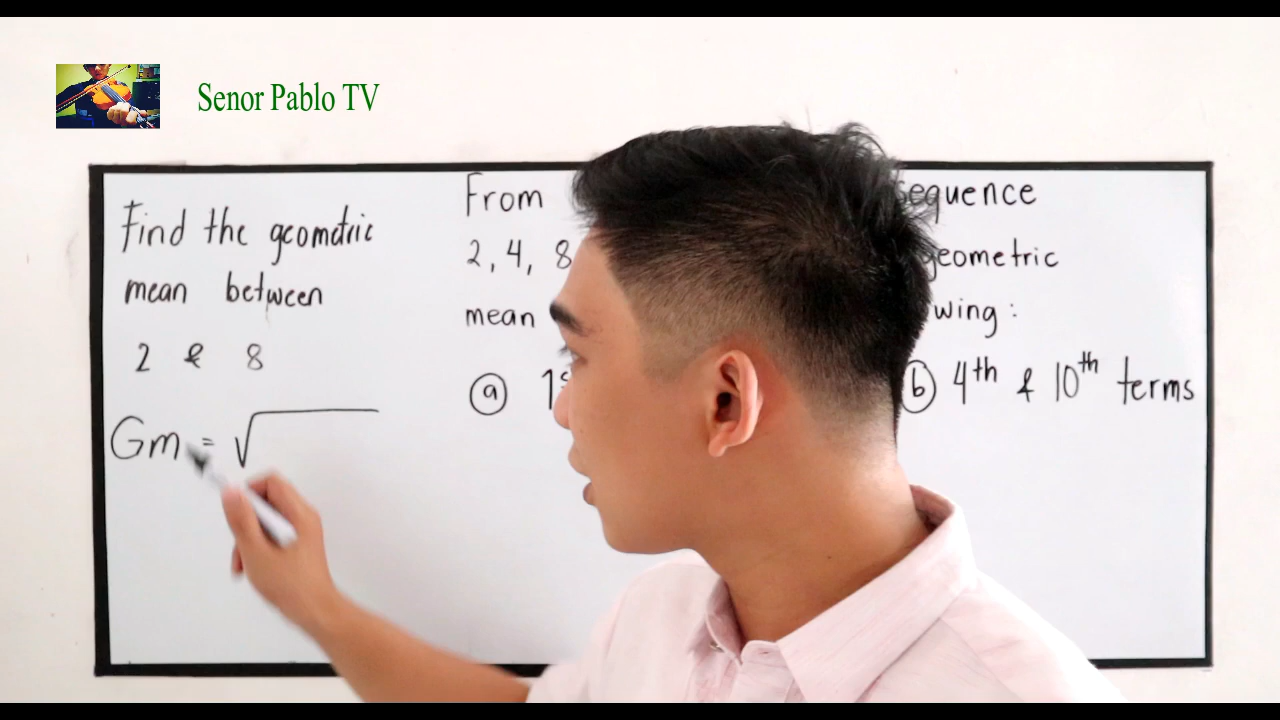 Senor Pablo TV
Find the geometric
mean between
2 & 8
Gm = √
From sequence
2, 4, 8 geometric
mean wing :
(a) 1s (b) 4th & 10th terms